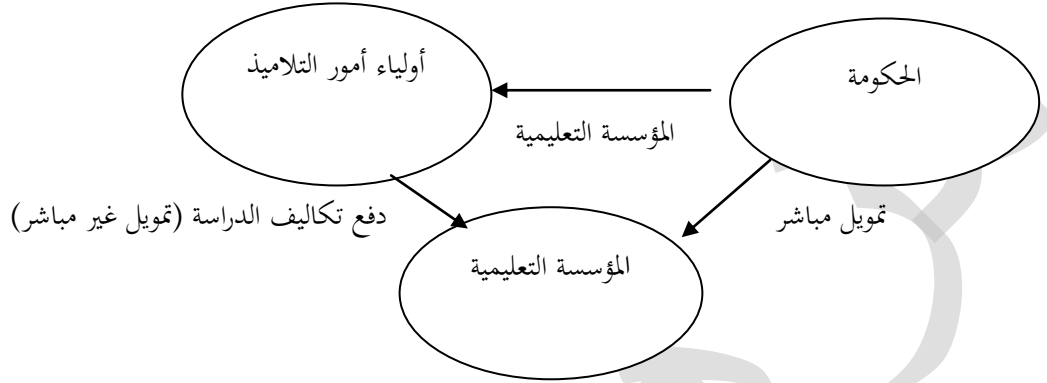 أولياء أمور التلاميذ
الحكومة
المؤسسة التعليمية
دفع تكاليف الدراسة (تمويل غير مباشر)
تمويل مباشر
المؤسسة التعليمية